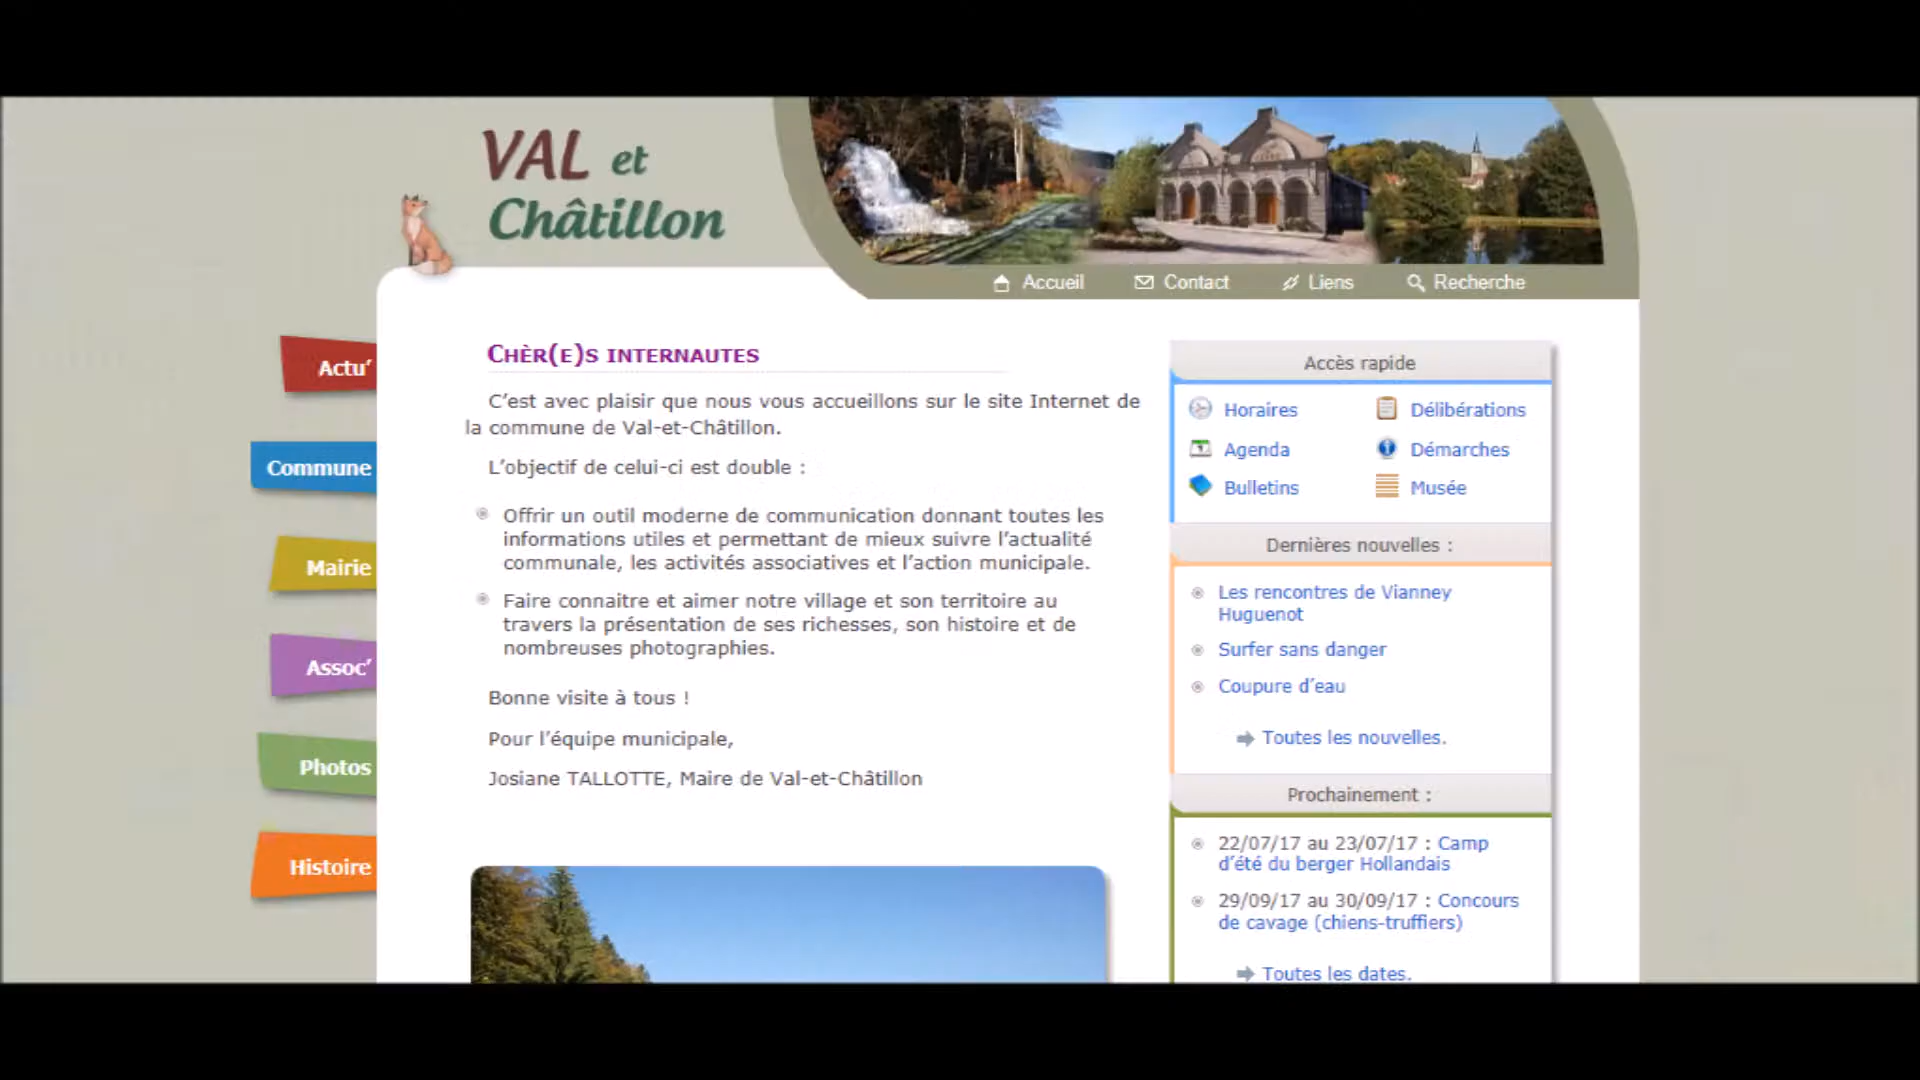 VAL et
Châtillon
Accueil
Contact
Liens
Recherche
Actu'
Commune
Mairie
Assoc'
Photos
Histoire
Chèr(e)s internautes
C'est avec plaisir que nous vous accueillons sur le site Internet de
la commune de Val-et-Châtillon.
L'objectif de celui-ci est double :
Offrir un outil moderne de communication donnant toutes les
informations utiles et permettant de mieux suivre l'actualité
communale, les activités associatives et l'action municipale.
Faire connaitre et aimer notre village et son territoire au
travers la présentation de ses richesses, son histoire et de
nombreuses photographies.
Bonne visite à tous !
Pour l'équipe municipale,
Josiane TALLOTTE, Maire de Val-et-Châtillon
Accès rapide
Horaires
Délibérations
Agenda
Démarches
Bulletins
Musée
Dernières nouvelles :
Les rencontres de Vianney
Huguenot
Surfer sans danger
Coupure d'eau
Toutes les nouvelles.
Prochainement :
22/07/17 au 23/07/17 : Camp
d'été du berger Hollandais
29/09/17 au 30/09/17 : Concours
de cavage (chiens-truffiers)
Toutes les dates.